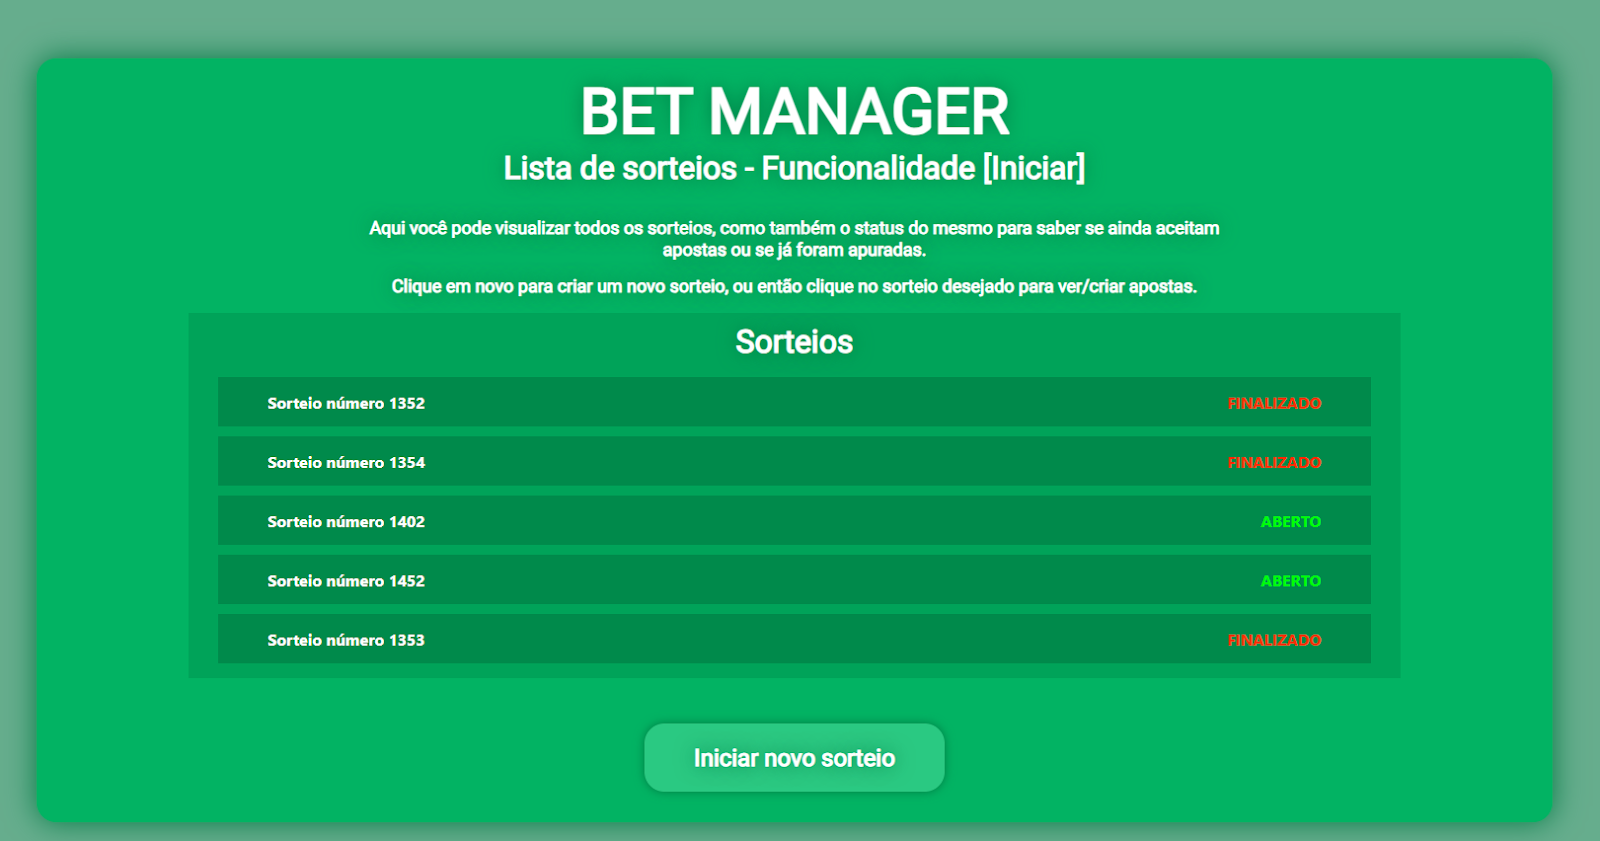 BET MANAGER
Lista de sorteios - Funcionalidade [Iniciar]
Aqui você pode visualizar todos os sorteios, como também o status do mesmo para saber se ainda aceitam
apostas ou se já foram apuradas.
Clique em novo para criar um novo sorteio, ou então clique no sorteio desejado para ver/criar apostas.
Sorteios
Sorteio número 1352 FINALIZADO
Sorteio número 1354 FINALIZADO
Sorteio número 1402 ABERTO
Sorteio número 1452 ABERTO
Sorteio número 1353 FINALIZADO
Iniciar novo sorteio